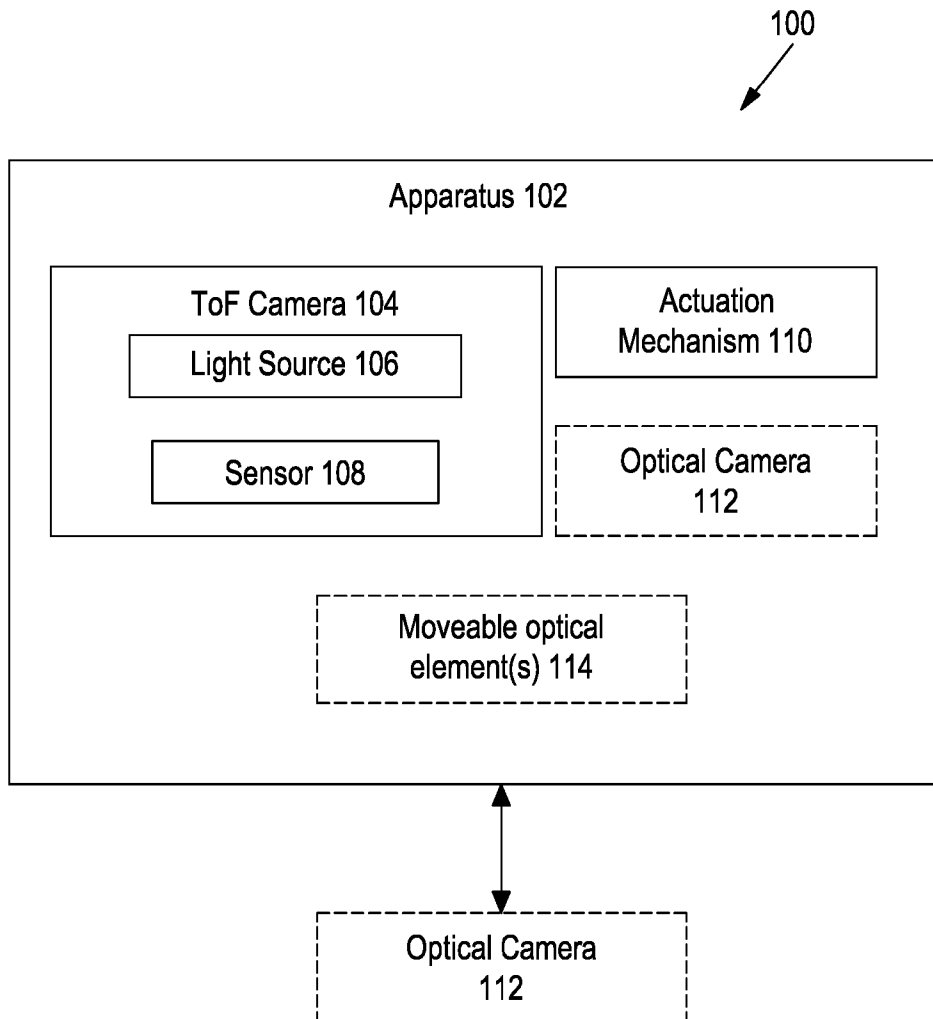 100
Apparatus 102
ToF Camera 104
Light Source 106
Sensor 108
Actuation
Mechanism 110
Optical Camera
112
Moveable optical
element(s) 114
Optical Camera
112